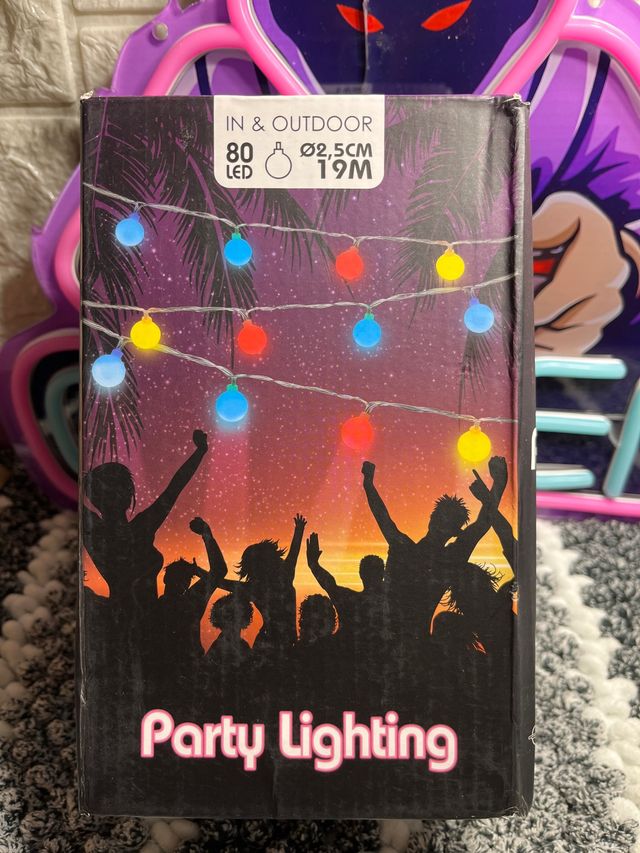 IN & OUTDOOR
80 Ø2,5CM
LED 19M
Party Lighting